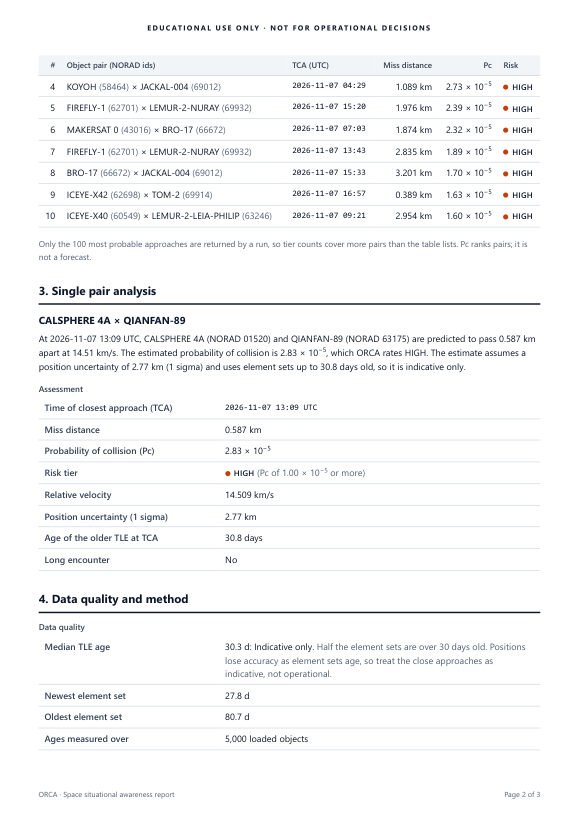 EDUCATIONAL USE ONLY · NOT FOR OPERATIONAL DECISIONS
# Object pair (NORAD ids) TCA (UTC) Miss distance Pc Risk
4 KOYOH (58464) × JACKAL-004 (69012) 2026-11-07 04:29 1.089 km 2.73 × 10⁻⁵ ● HIGH
5 FIREFLY-1 (62701) × LEMUR-2-NURAY (69932) 2026-11-07 15:20 1.976 km 2.39 × 10⁻⁵ ● HIGH
6 MAKERSAT 0 (43016) × BRO-17 (66672) 2026-11-07 07:03 1.874 km 2.32 × 10⁻⁵ ● HIGH
7 FIREFLY-1 (62701) × LEMUR-2-NURAY (69932) 2026-11-07 13:43 2.835 km 1.89 × 10⁻⁵ ● HIGH
8 BRO-17 (66672) × JACKAL-004 (69012) 2026-11-07 15:33 3.201 km 1.70 × 10⁻⁵ ● HIGH
9 ICEYE-X42 (62698) × TOM-2 (69914) 2026-11-07 16:57 0.389 km 1.63 × 10⁻⁵ ● HIGH
10 ICEYE-X40 (60549) × LEMUR-2-LEIA-PHILIP (63246) 2026-11-07 09:21 2.954 km 1.60 × 10⁻⁵ ● HIGH
Only the 100 most probable approaches are returned by a run, so tier counts cover more pairs than the table lists. Pc ranks pairs; it is
not a forecast.
3. Single pair analysis
CALSPHERE 4A × QIANFAN-89
At 2026-11-07 13:09 UTC, CALSPHERE 4A (NORAD 01520) and QIANFAN-89 (NORAD 63175) are predicted to pass 0.587 km
apart at 14.51 km/s. The estimated probability of collision is 2.83 × 10⁻⁵, which ORCA rates HIGH. The estimate assumes a
position uncertainty of 2.77 km (1 sigma) and uses element sets up to 30.8 days old, so it is indicative only.
Assessment
Time of closest approach (TCA) 2026-11-07 13:09 UTC
Miss distance 0.587 km
Probability of collision (Pc) 2.83 × 10⁻⁵
Risk tier ● HIGH (Pc of 1.00 × 10⁻⁵ or more)
Relative velocity 14.509 km/s
Position uncertainty (1 sigma) 2.77 km
Age of the older TLE at TCA 30.8 days
Long encounter No
4. Data quality and method
Data quality
Median TLE age 30.3 d: Indicative only. Half the element sets are over 30 days old. Positions
lose accuracy as element sets age, so treat the close approaches as
indicative, not operational.
Newest element set 27.8 d
Oldest element set 80.7 d
Ages measured over 5,000 loaded objects
ORCA · Space situational awareness report Page 2 of 3